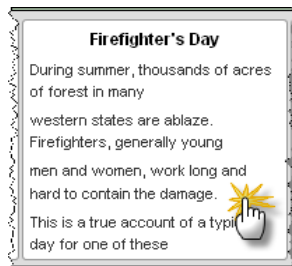 Firefighter's Day
During summer, thousands of acres
of forest in many
western states are ablaze.
Firefighters, generally young
men and women, work long and
hard to contain the damage.
This is a true account of a
day for one of these